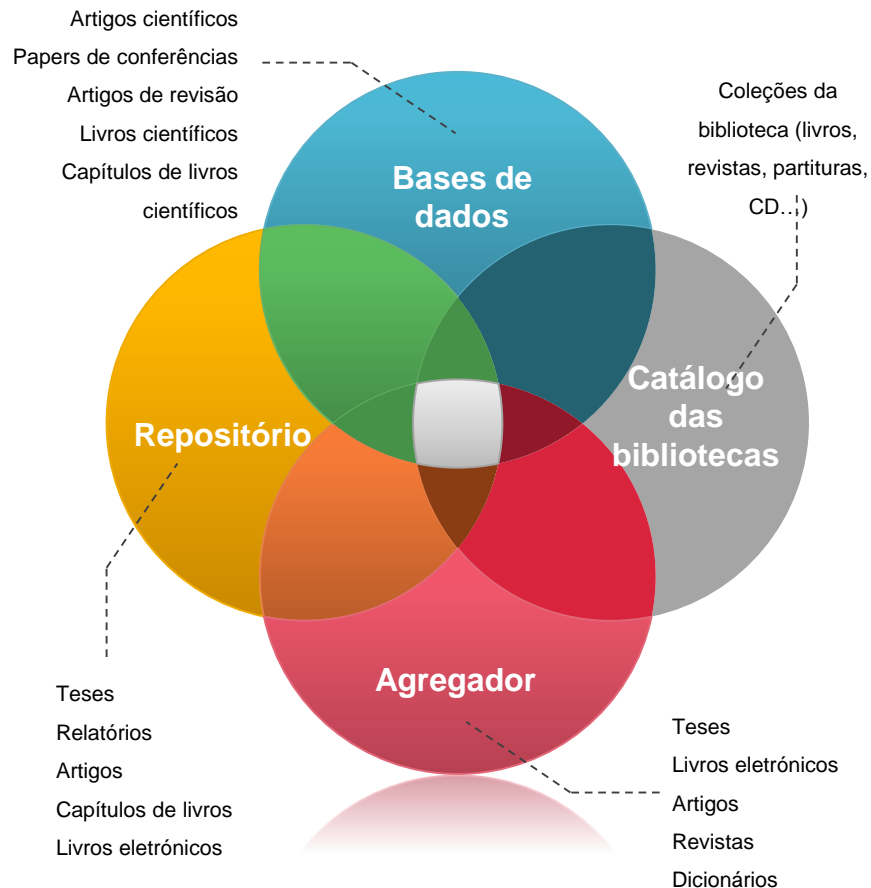 Artigos científicos
Papers de conferências
Artigos de revisão
Livros científicos
Capítulos de livros
científicos
Coleções da
biblioteca (livros,
revistas, partituras,
CD…)
Bases de
dados
Repositório
Catálogo
das
bibliotecas
Agregador
Teses
Relatórios
Artigos
Capítulos de livros
Livros eletrónicos
Teses
Livros eletrónicos
Artigos
Revistas
Dicionários